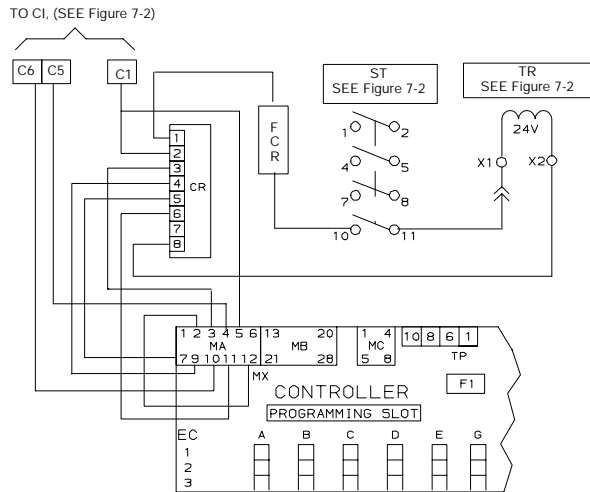 TO CI, (SEE Figure 7-2)
C6 C5 C1
ST
SEE Figure 7-2
TR
SEE Figure 7-2
F
C
R
24V
1 2
4 5
7 8
10 11
X1 X2
1
2
3
4
5
6
7
8
CR
1 2 3 4 5 6 13 20 1 4 10 8 6 1
MA MB MC TP
7 9 10 11 12 21 28 5 8
MX
F1
CONTROLLER
PROGRAMMING SLOT
EC A B C D E G
1
2
3